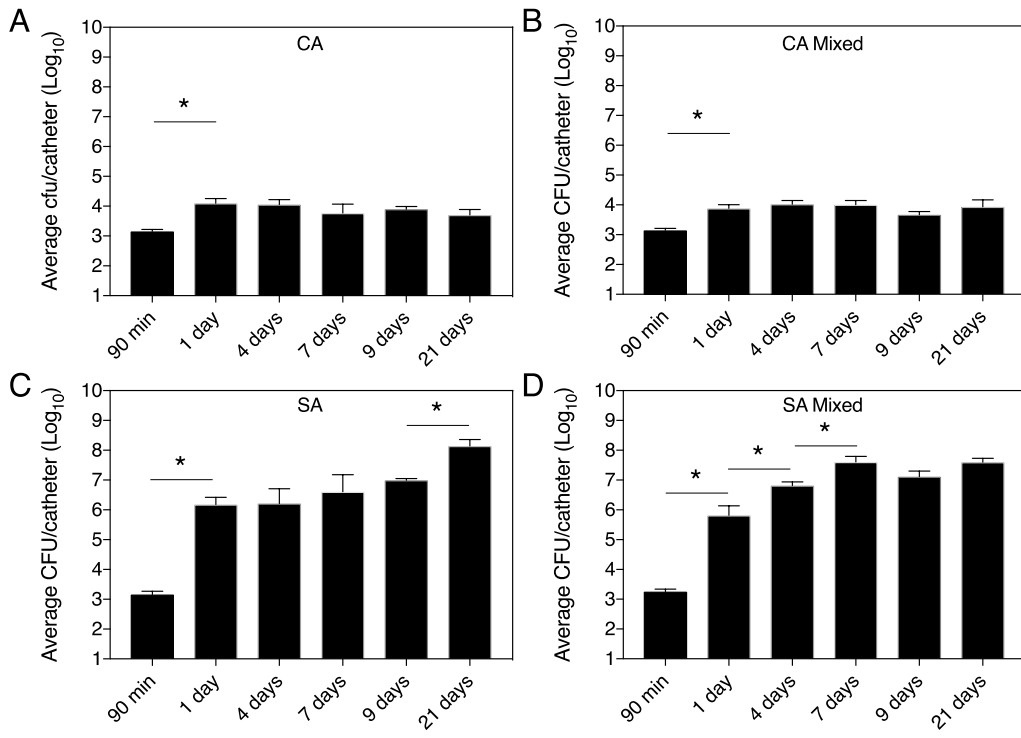 A
Average cfu/catheter (Log10)
10
9
8
7
6
5
4
3
2
1
CA
*
90 min
1 day
4 days
7 days
9 days
21 days
B
Average CFU/catheter (Log10)
10
9
8
7
6
5
4
3
2
1
CA Mixed
*
90 min
1 day
4 days
7 days
9 days
21 days
C
Average CFU/catheter (Log10)
10
9
8
7
6
5
4
3
2
1
SA
*
*
90 min
1 day
4 days
7 days
9 days
21 days
D
Average CFU/catheter (Log10)
10
9
8
7
6
5
4
3
2
1
SA Mixed
*
*
*
90 min
1 day
4 days
7 days
9 days
21 days